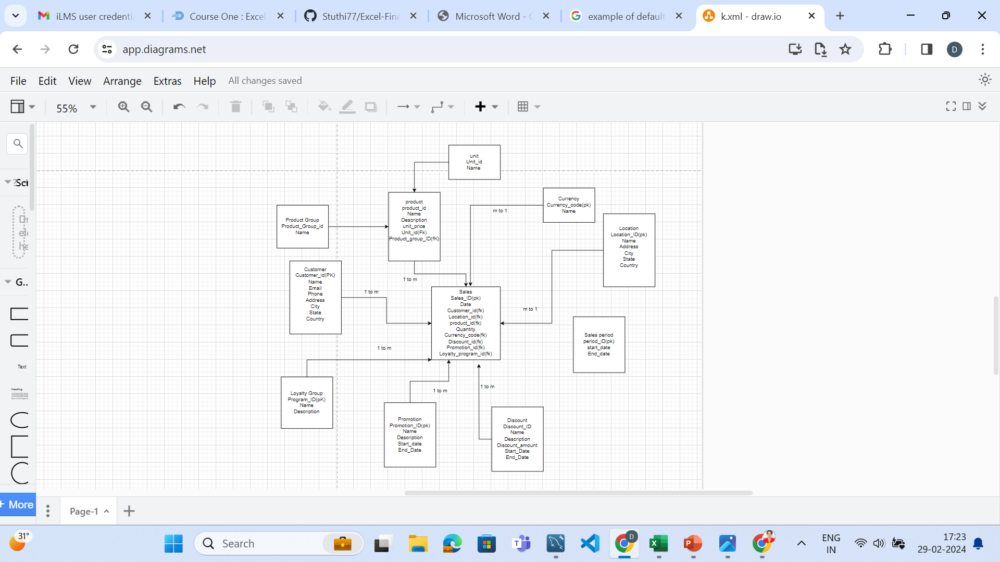 iLMS user credentia
Course One : Excel
Stuthi77/Excel-Fina
Microsoft Word - C
example of default
k.xml - draw.io
app.diagrams.net
D
File
Edit
View
Arrange
Extras
Help
All changes saved
55%
unit
Unit_id
Name
Currency
Currency_code(pk)
Name
m to 1
product
product_id
Name
Description
unit_price
Unit_id(Fk)
Product_group_ID(fK)
Product Group
Product_Group_id
Name
Location
Location_ID(pk)
Name
Address
City
State
Country
Customer
Customer_id(PK)
Name
Email
Phone
Address
City
State
Country
1 to m
1 to m
Sales
Sales_ID(pk)
Date
Customer_id(fk)
Location_id(fk)
product_id(fk)
Quantity
Currency_code(fk)
Discount_id(fk)
Promotion_id(fk)
Loyalty_program_id(fk)
m to 1
Sales period
period_iD(pk)
start_date
End_date
1 to m
Loyalty Group
Program_ID(pK)
Name
Description
1 to m
1 to m
Promotion
Promotion_ID(pk)
Name
Description
Start_date
End_Date
Discount
Discount_ID
Name
Description
Discount_amount
Start_Date
End_Date
G...
Text
Heading
+ More
Page-1
31°
Search
D
ENG
IN
17:23
29-02-2024